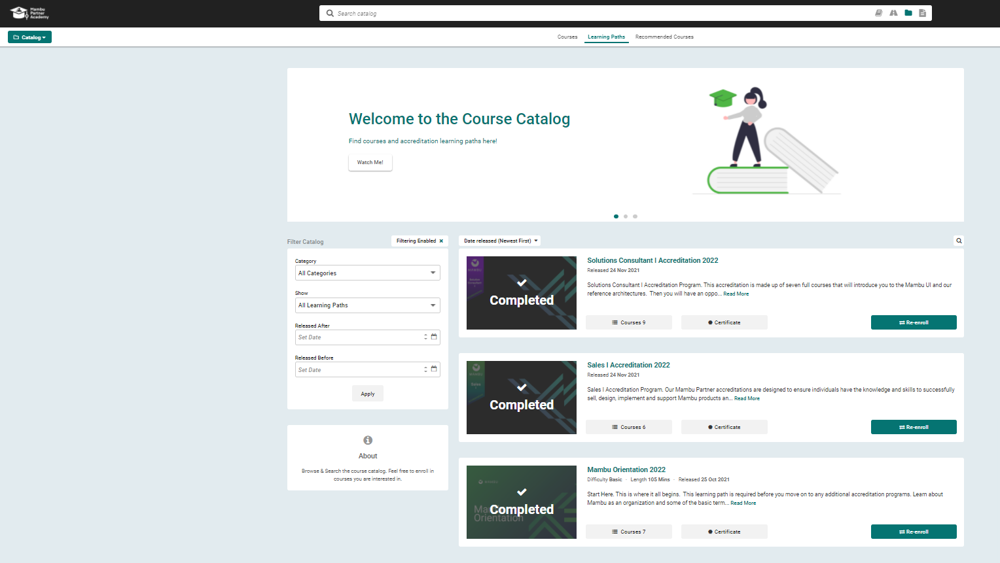 Mambu
Partner
Academy
Search catalog
Catalog
Courses
Learning Paths
Recommended Courses
Welcome to the Course Catalog
Find courses and accreditation learning paths here!
Watch Me!
Filter Catalog
Filtering Enabled
Category
All Categories
Show
All Learning Paths
Released After
Set Date
Released Before
Set Date
Apply
About
Browse & Search the course catalog. Feel free to enroll in
courses you are interested in.
Date released (Newest First)
MAMBU
Solutions
Consultant
I
Completed
Solutions Consultant I Accreditation 2022
Released 24 Nov 2021
Solutions Consultant I Accreditation Program. This accreditation is made up of seven full courses that will introduce you to the Mambu UI and our
reference architectures. Then you will have an oppo... Read More
Courses 9
Certificate
Re-enroll
MAMBU
Sales
I
Completed
Sales I Accreditation 2022
Released 24 Nov 2021
Sales I Accreditation Program. Our Mambu Partner accreditations are designed to ensure individuals have the knowledge and skills to successfully
sell, design, implement and support Mambu products an... Read More
Courses 6
Certificate
Re-enroll
MAMBU
Mambu
Orientation
Completed
Mambu Orientation 2022
Difficulty Basic · Length 105 Mins · Released 25 Oct 2021
Start Here. This is where it all begins. This learning path is required before you move on to any additional accreditation programs. Learn about
Mambu as an organization and some of the basic term... Read More
Courses 7
Certificate
Re-enroll